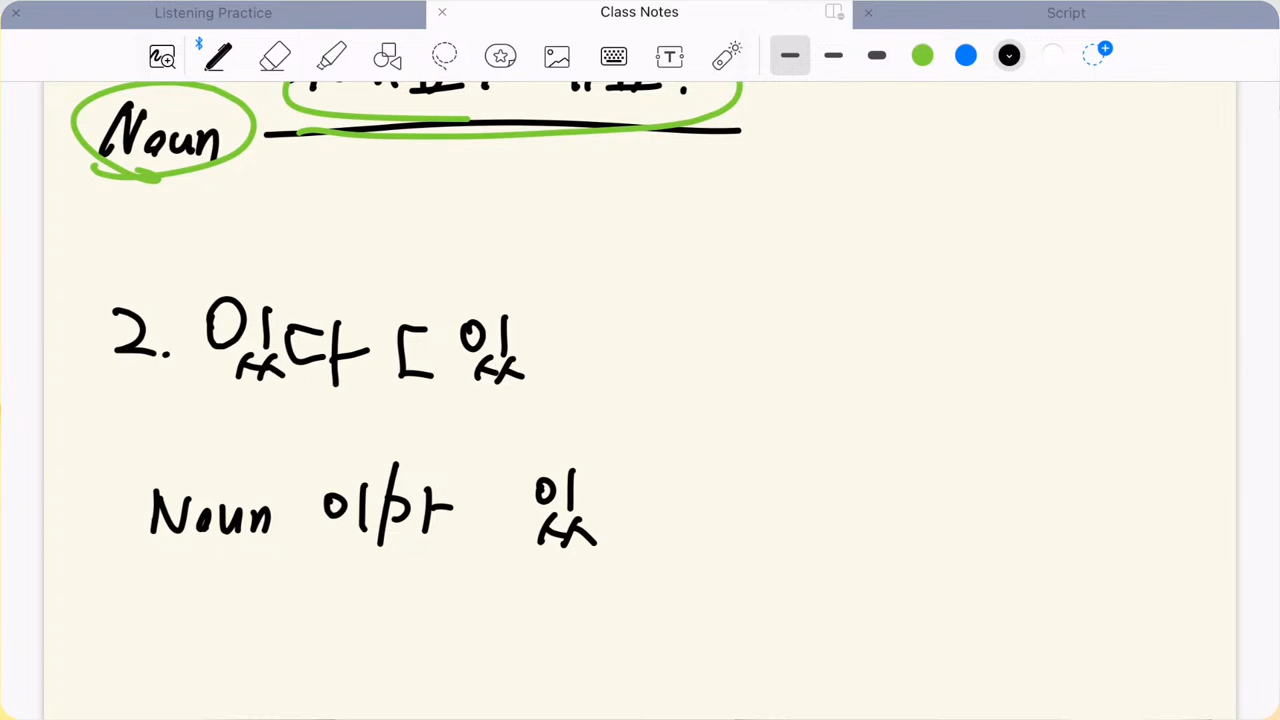 Listening Practice
Class Notes
Script
Noun
2. 있다 [ 있
Noun 이/가 있